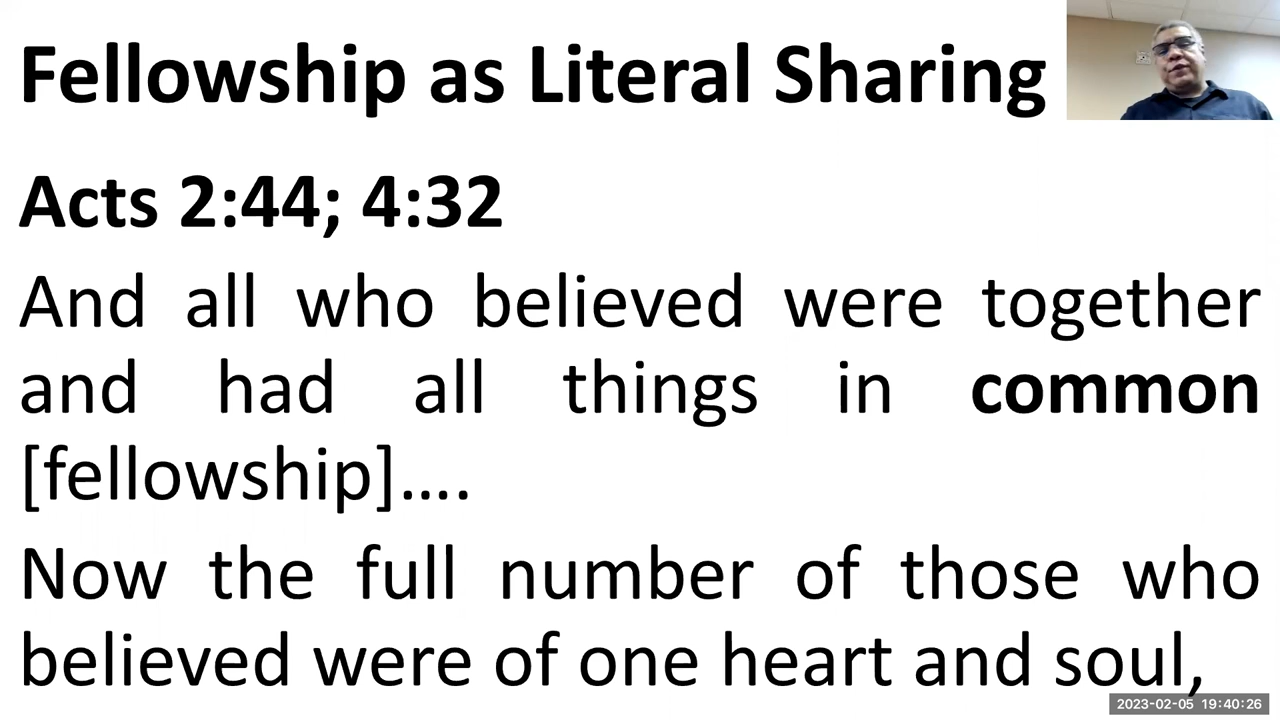 Fellowship as Literal Sharing
Acts 2:44; 4:32
And all who believed were together
and had all things in common
[fellowship]....
Now the full number of those who
believed were of one heart and soul,
2023-02-05 19:40:26